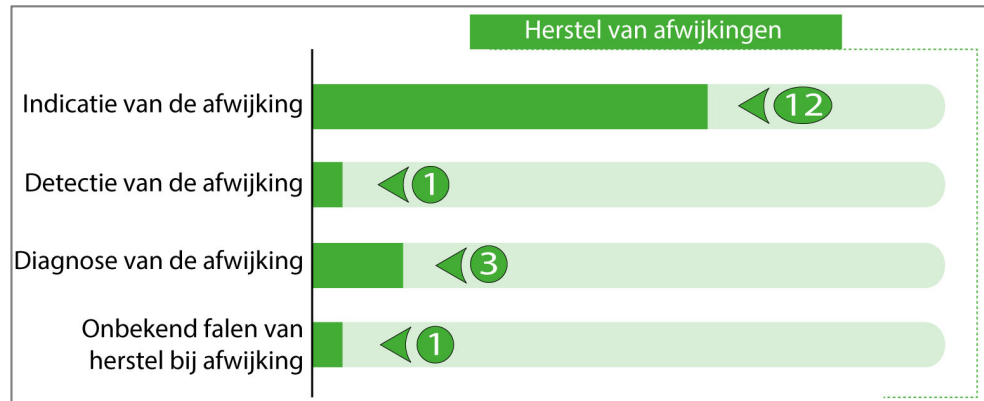 Herstel van afwijkingen
Indicatie van de afwijking
12
Detectie van de afwijking
1
Diagnose van de afwijking
3
Onbekend falen van
herstel bij afwijking
1